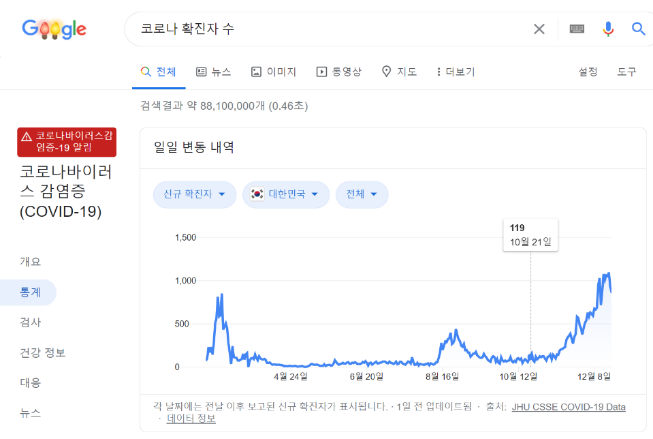 Google
코로나 확진자 수
전체
뉴스
이미지
동영상
지도
더보기
설정
도구
검색결과 약 88,100,000개 (0.46초)
코로나바이러스감
염증-19 알림
코로나바이러
스 감염증
(COVID-19)
개요
통계
검사
건강 정보
대응
뉴스
일일 변동 내역
신규 확진자
대한민국
전체
119
10월 21일
1,500
1,000
500
0
4월 24일
6월 20일
8월 16일
10월 12일
12월 8일
각 날짜에는 전날 이후 보고된 신규 확진자가 표시됩니다. · 1일 전 업데이트됨 · 출처: JHU CSSE COVID-19 Data
· 데이터 정보